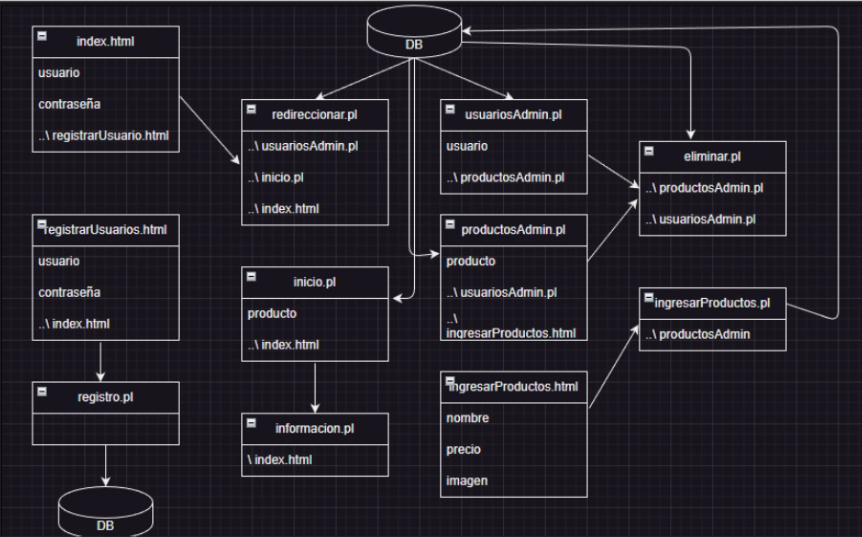 DB
index.html
usuario
contraseña
..\ registrarUsuario.html
redireccionar.pl
..\ usuariosAdmin.pl
..\ inicio.pl
..\ index.html
usuariosAdmin.pl
usuario
..\ productosAdmin.pl
eliminar.pl
..\ productosAdmin.pl
..\ usuariosAdmin.pl
registrarUsuarios.html
usuario
contraseña
..\ index.html
productosAdmin.pl
producto
..\ usuariosAdmin.pl
..\
ingresarProductos.html
inicio.pl
producto
..\ index.html
ingresarProductos.pl
..\ productosAdmin
registro.pl
informacion.pl
\ index.html
ingresarProductos.html
nombre
precio
imagen
DB